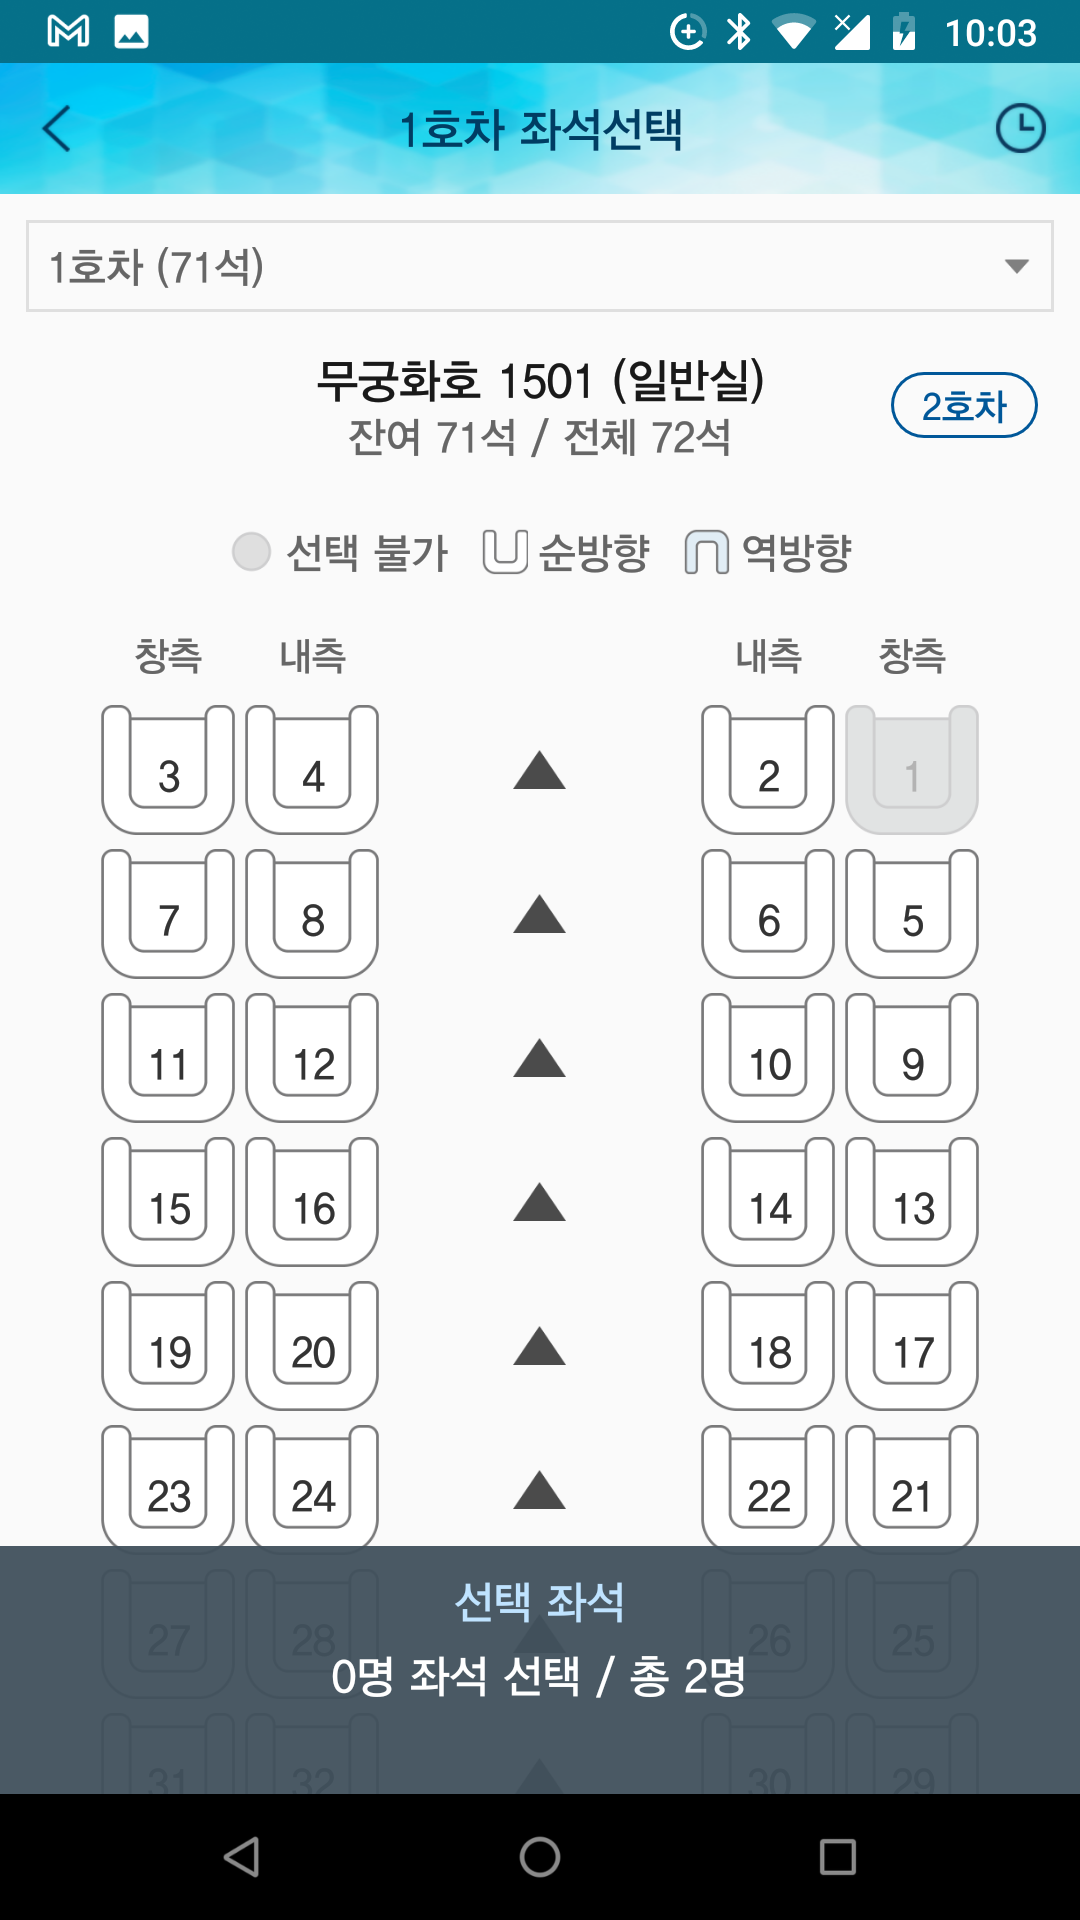 10:03
1호차 좌석선택
1호차 (71석)
무궁화호 1501 (일반실)
잔여 71석 / 전체 72석
2호차
선택 불가 순방향 역방향
창측 내측 내측 창측
3 4 2 1
7 8 6 5
11 12 10 9
15 16 14 13
19 20 18 17
23 24 22 21
선택 좌석
27 28 26 25
0명 좌석 선택 / 총 2명
31 32 30 29